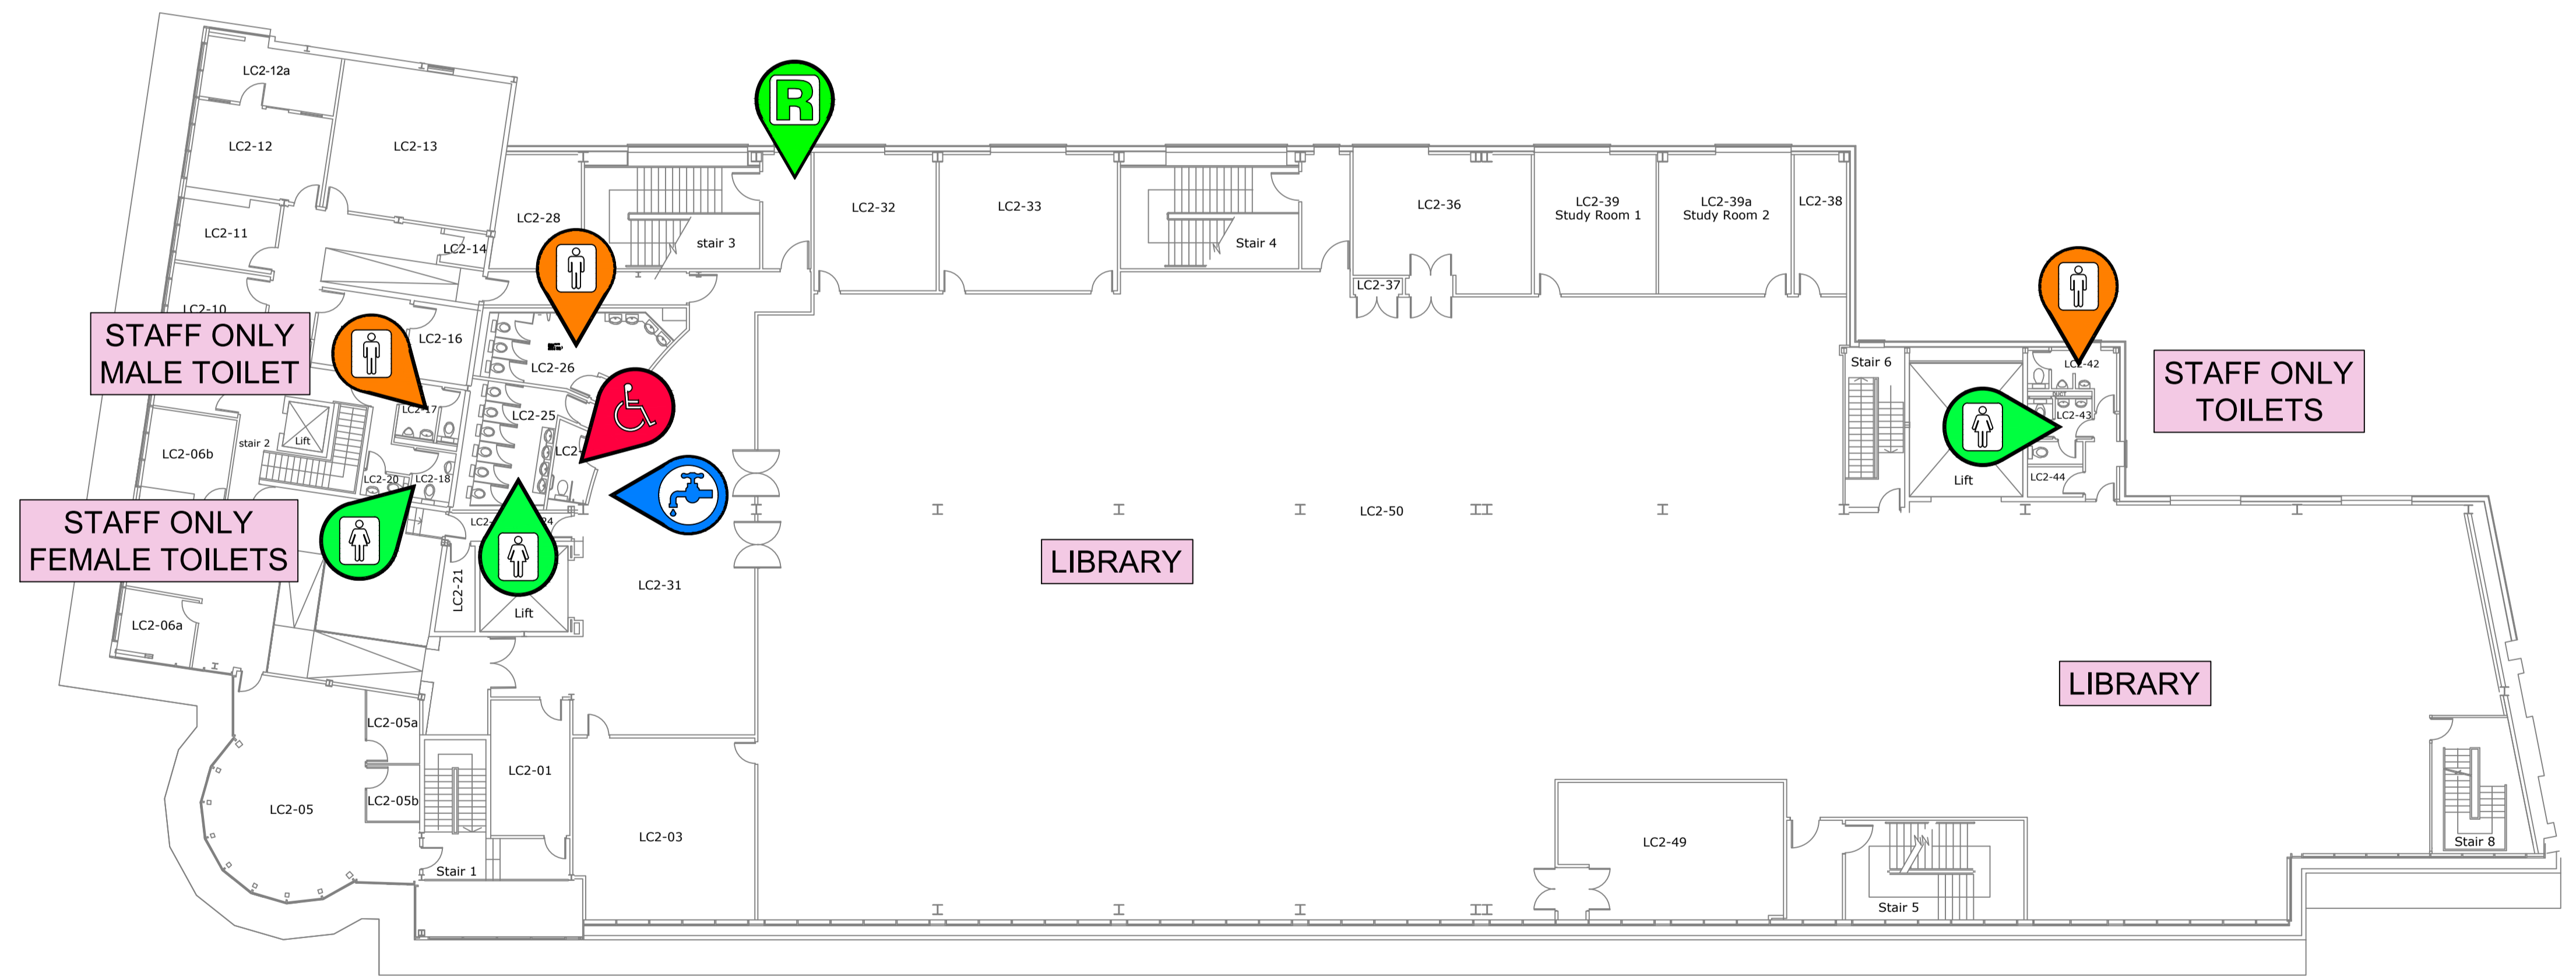 LC2-12a
LC2-12
LC2-13
LC2-11
LC2-14
LC2-10
LC2-28
stair 3
R
LC2-32
LC2-33
Stair 4
LC2-36
LC2-37
LC2-39
Study Room 1
LC2-39a
Study Room 2
LC2-38
STAFF ONLY
MALE TOILET
LC2-16
LC2-26
LC2-17
LC2-25
Stair 6
LC2-42
LC2-43
LC2-44
Lift
STAFF ONLY
TOILETS
LC2-06b
stair 2
Lift
LC2-20
LC2-18
STAFF ONLY
FEMALE TOILETS
LC2-21
Lift
LC2-31
LC2-50
LIBRARY
LIBRARY
LC2-06a
LC2-05a
LC2-05
LC2-05b
LC2-01
Stair 1
LC2-03
LC2-49
Stair 5
Stair 8